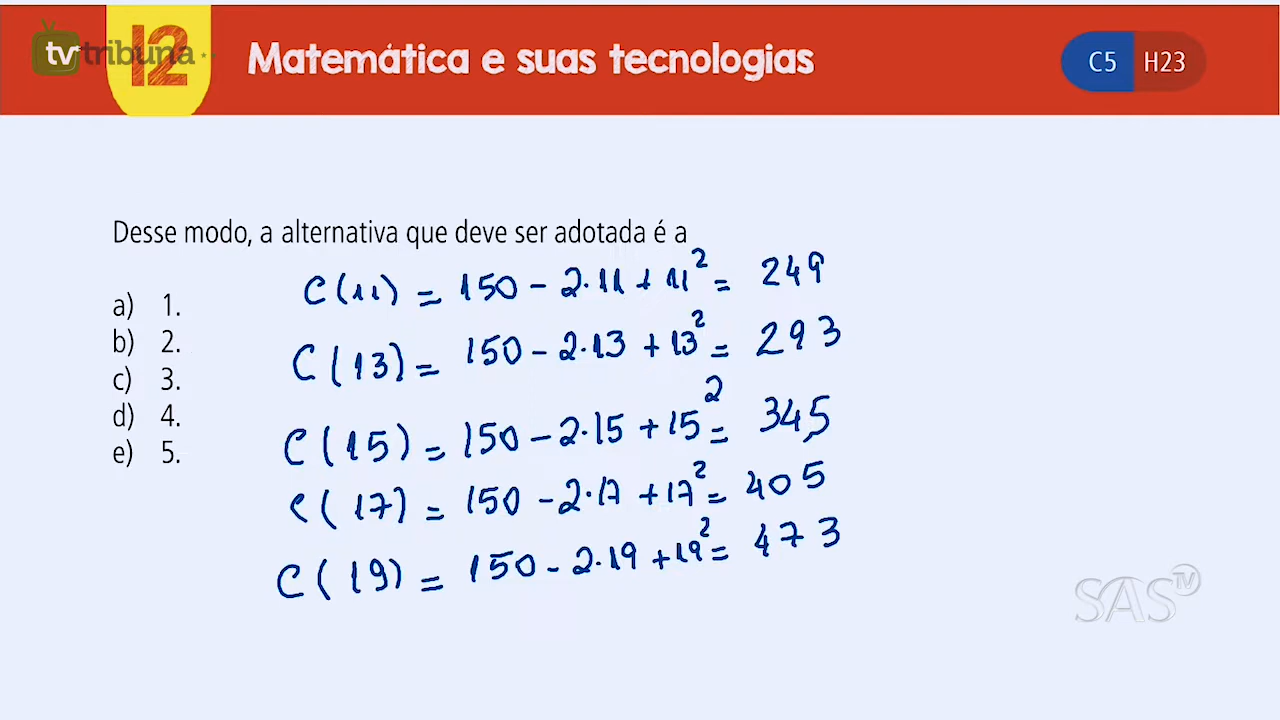 tv tribuna
12 Matemática e suas tecnologias C5 H23
Desse modo, a alternativa que deve ser adotada é a
a) 1.
b) 2.
c) 3.
d) 4.
e) 5.
C(11) = 150 - 2.11 + 11² = 249
C(13) = 150 - 2.13 + 13² = 293
C(15) = 150 - 2.15 + 15² = 345
C(17) = 150 - 2.17 + 17² = 405
C(19) = 150 - 2.19 + 19² = 473
SAS TV